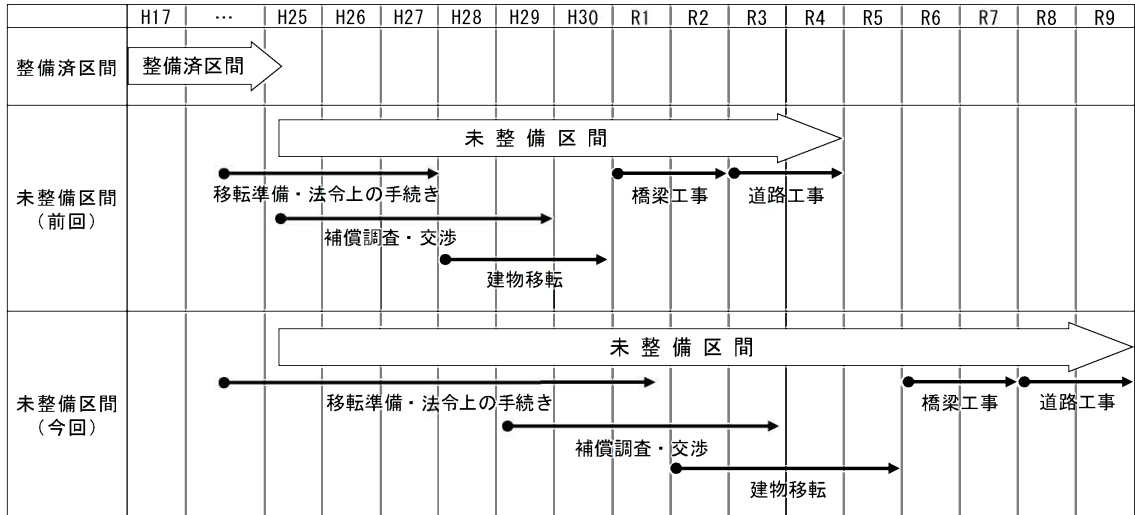 H17 … H25 H26 H27 H28 H29 H30 R1 R2 R3 R4 R5 R6 R7 R8 R9
整備済区間 整備済区間
未整備区間
(前回)
未整備区間
移転準備・法令上の手続き 橋梁工事 道路工事
補償調査・交渉
建物移転
未整備区間
(今回)
未整備区間
移転準備・法令上の手続き 橋梁工事 道路工事
補償調査・交渉
建物移転